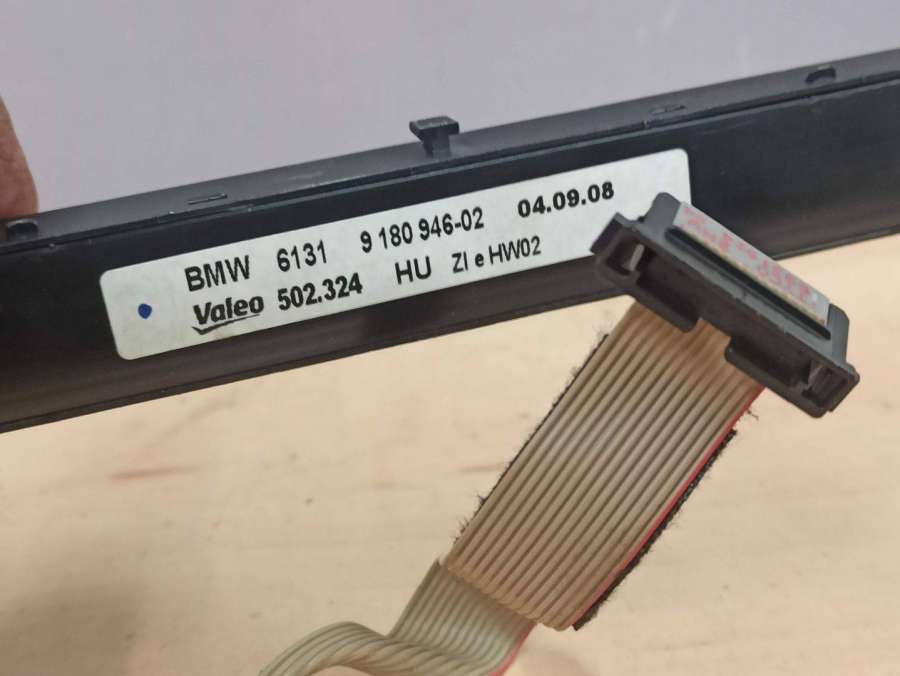 BMW 6131 9 180 946-02 04.09.08
Valeo 502.324 HU ZI e HW02